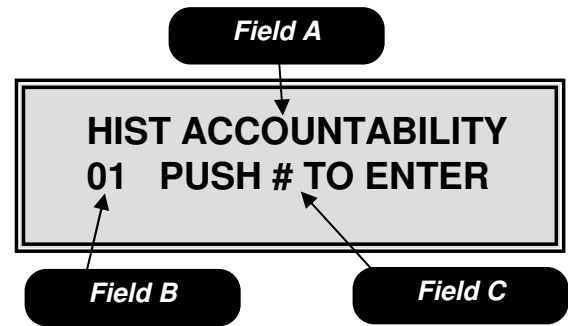 Field A
HIST ACCOUNTABILITY
01 PUSH # TO ENTER
Field B
Field C